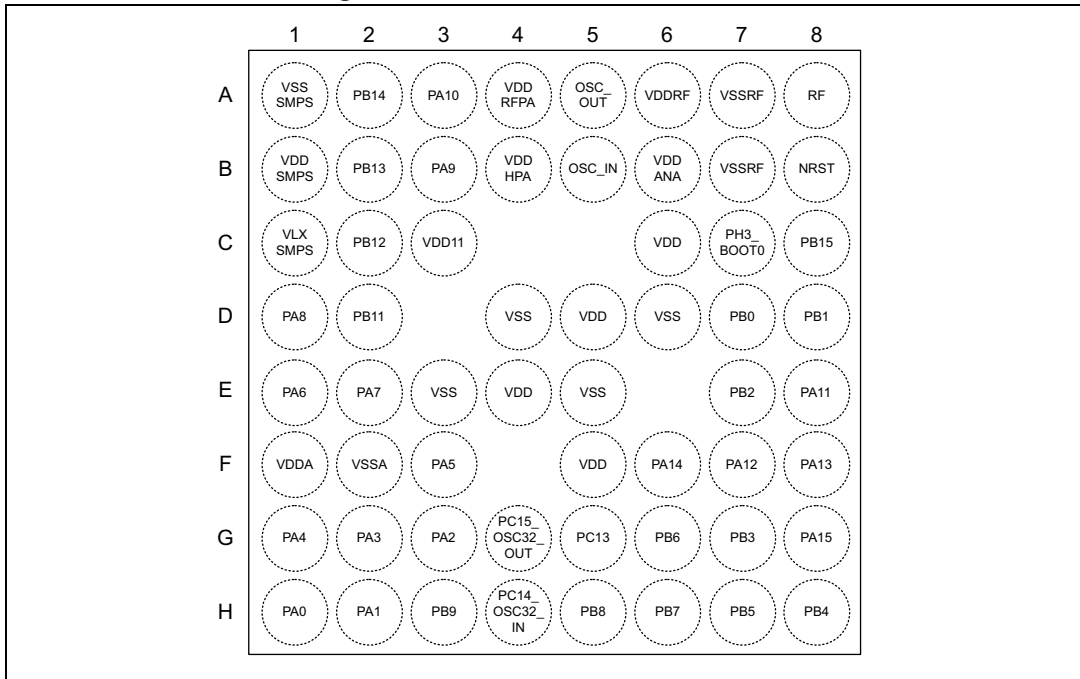 1 2 3 4 5 6 7 8
A VSS SMPS PB14 PA10 VDD RFPA OSC_ OUT VDDRF VSSRF RF
B VDD SMPS PB13 PA9 VDD HPA OSC_IN VDD ANA VSSRF NRST
C VLX SMPS PB12 VDD11 VDD PH3_ BOOT0 PB15
D PA8 PB11 VSS VDD VSS PB0 PB1
E PA6 PA7 VSS VDD VSS PB2 PA11
F VDDA VSSA PA5 VDD PA14 PA12 PA13
G PA4 PA3 PA2 PC15_ OSC32_ OUT PC13 PB6 PB3 PA15
H PA0 PA1 PB9 PC14_ OSC32_ IN PB8 PB7 PB5 PB4